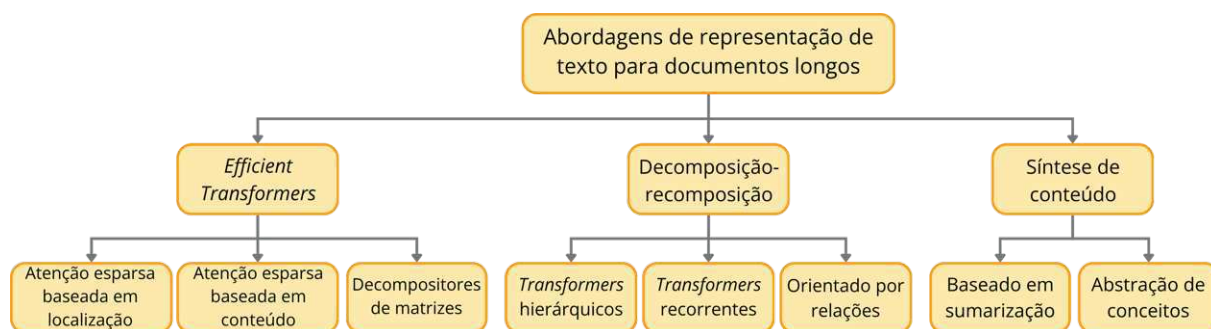 Abordagens de representação de
texto para documentos longos
Efficient
Transformers
Decomposição-
recomposição
Síntese de
conteúdo
Atenção esparsa
baseada em
localização
Atenção esparsa
baseada em
conteúdo
Decompositores
de matrizes
Transformers
hierárquicos
Transformers
recorrentes
Orientado por
relações
Baseado em
sumarização
Abstração de
conceitos